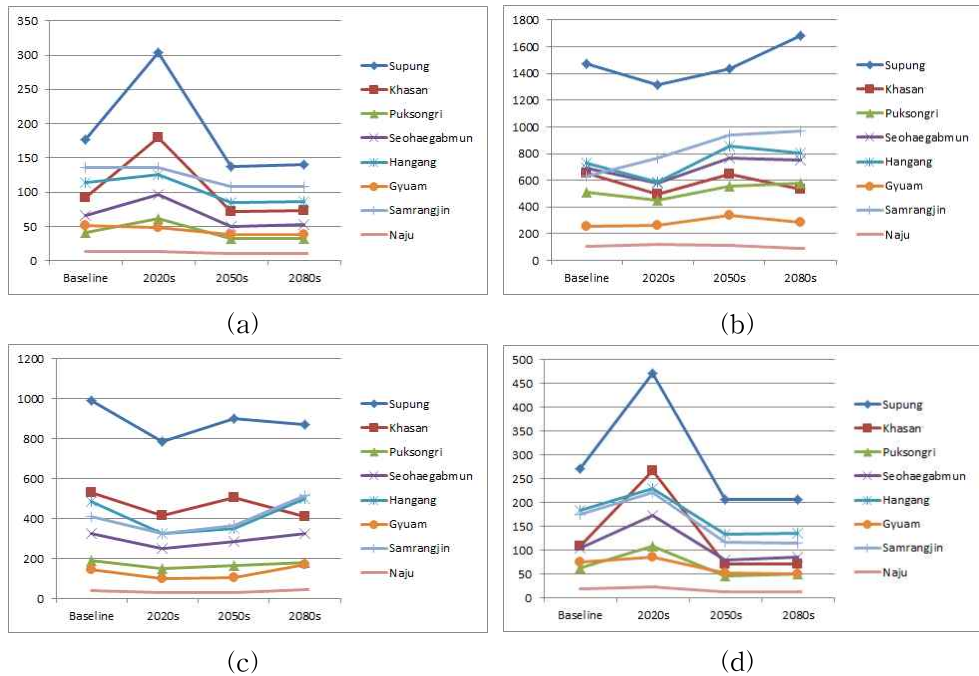 350
300
250
200
150
100
50
0
Baseline 2020s 2050s 2080s
Supung
Khasan
Puksongri
Seohaegabmun
Hangang
Gyuam
Samrangjin
Naju
(a)
1800
1600
1400
1200
1000
800
600
400
200
0
Baseline 2020s 2050s 2080s
Supung
Khasan
Puksongri
Seohaegabmun
Hangang
Gyuam
Samrangjin
Naju
(b)
1200
1000
800
600
400
200
0
Baseline 2020s 2050s 2080s
Supung
Khasan
Puksongri
Seohaegabmun
Hangang
Gyuam
Samrangjin
Naju
(c)
500
450
400
350
300
250
200
150
100
50
0
Baseline 2020s 2050s 2080s
Supung
Khasan
Puksongri
Seohaegabmun
Hangang
Gyuam
Samrangjin
Naju
(d)